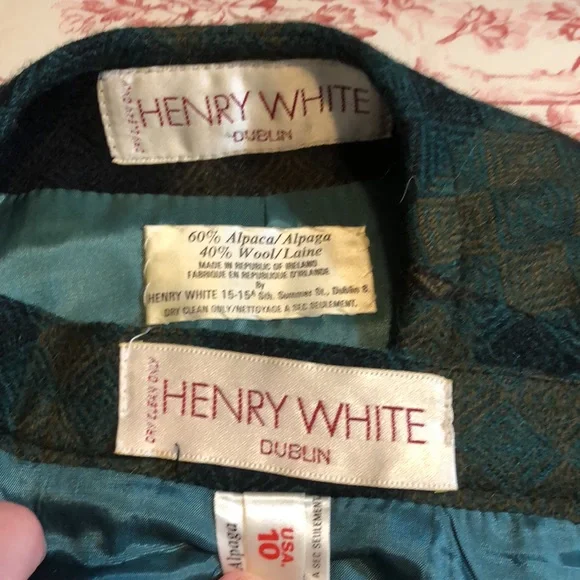 DRY CLEAN ONLY
HENRY WHITE
DUBLIN
60% Alpaca/Alpaga
40% Wool/Laine
MADE IN REPUBLIC OF IRELAND
FABRIQUE EN REPUBLIQUE D'IRLANDE
By
HENRY WHITE 15-15A Sth. Summer St., Dublin 8.
DRY CLEAN ONLY/NETTOYAGE A SEC SEULEMENT.
DRY CLEAN ONLY
HENRY WHITE
DUBLIN
Alpaga
USA.
10
A SEC SEULEMENT